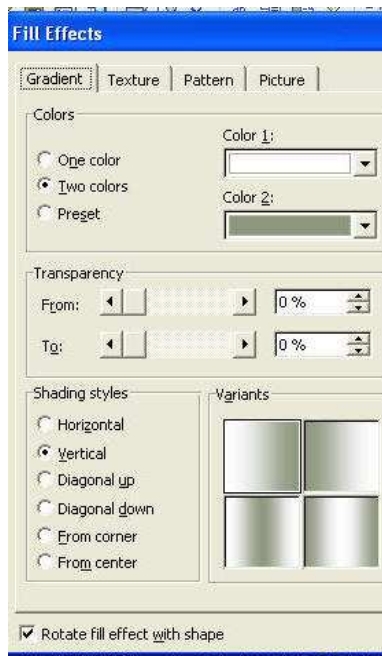 Fill Effects
Gradient Texture Pattern Picture
Colors
One color
Two colors
Preset
Color 1:
Color 2:
Transparency
From: 0 %
To: 0 %
Shading styles
Horizontal
Vertical
Diagonal up
Diagonal down
From corner
From center
Variants
Rotate fill effect with shape